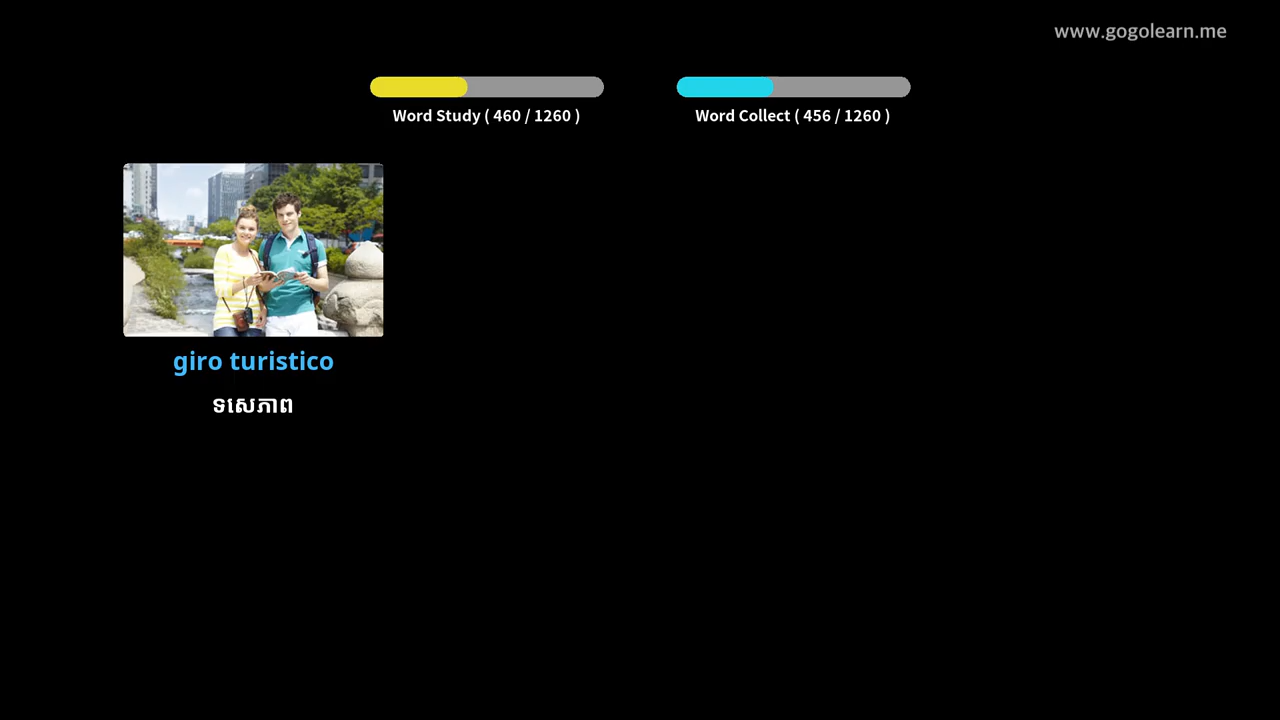 www.gogolearn.me
Word Study ( 460 / 1260 )
Word Collect ( 456 / 1260 )
giro turistico
ទសេភាព